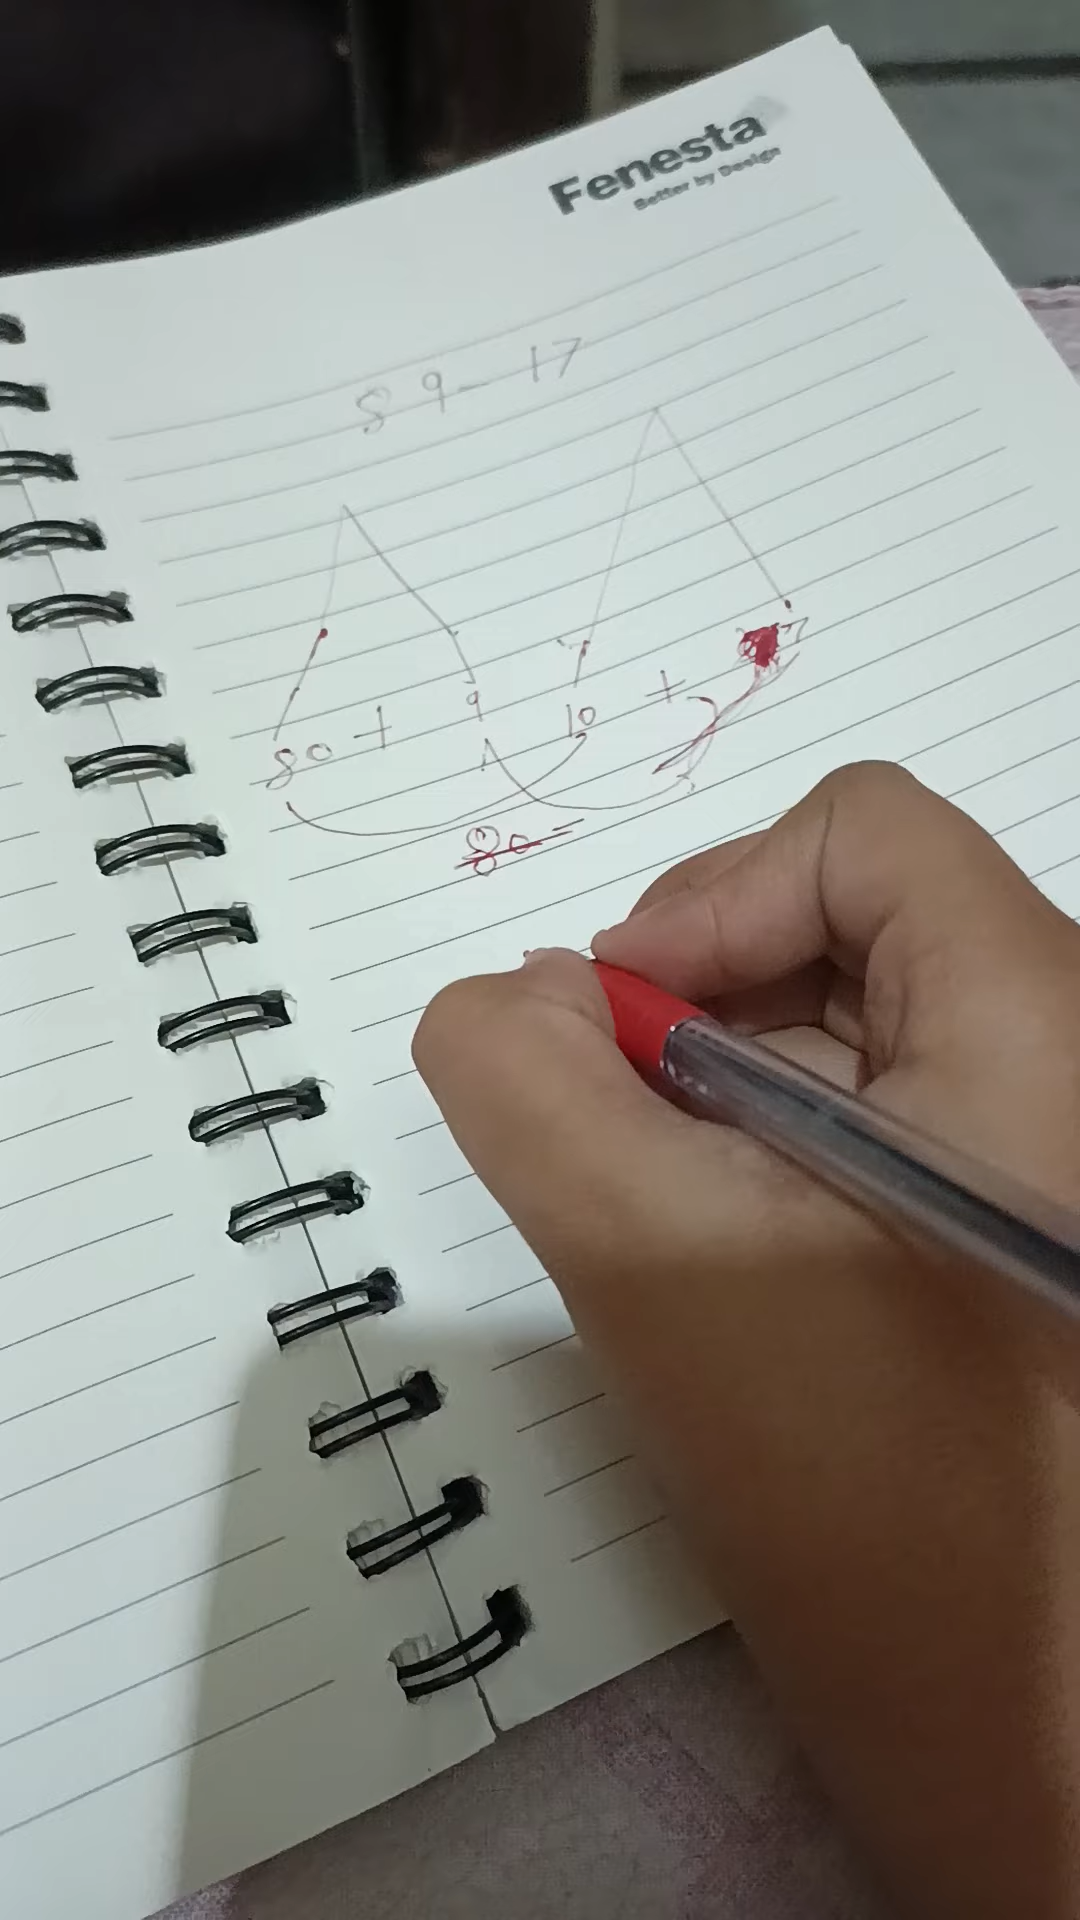 Fenesta
Better by Design
89-17
80 + 9 10 + 7
80-